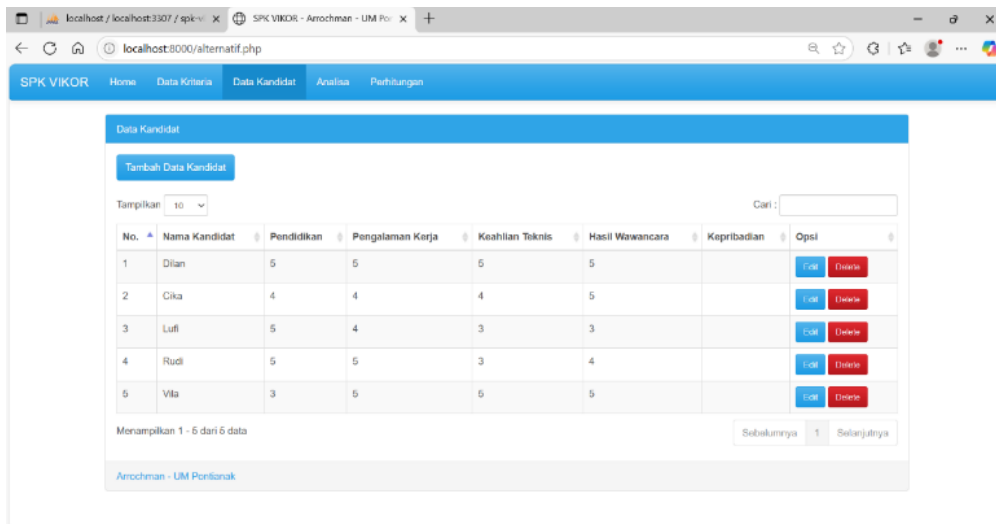 localhost / localhost:3307 / spk-vi
SPK VIKOR - Arrochman - UM Por
localhost:8000/alternatif.php
SPK VIKOR Home Data Kriteria Data Kandidat Analisa Perhitungan
Data Kandidat
Tambah Data Kandidat
Tampilkan 10 Cari :
No. Nama Kandidat Pendidikan Pengalaman Kerja Keahlian Teknis Hasil Wawancara Kepribadian Opsi
1 Dilan 5 5 5 5 Edit Delete
2 Cika 4 4 4 5 Edit Delete
3 Lufi 5 4 3 3 Edit Delete
4 Rudi 5 5 3 4 Edit Delete
5 Vila 3 5 5 5 Edit Delete
Menampilkan 1 - 5 dari 5 data Sebelumnya 1 Selanjutnya
Arrochman - UM Pontianak